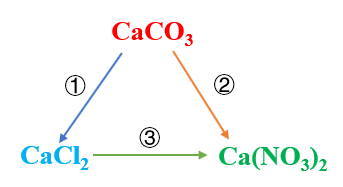 CaCO₃
① ②
③
CaCl₂ Ca(NO₃)₂